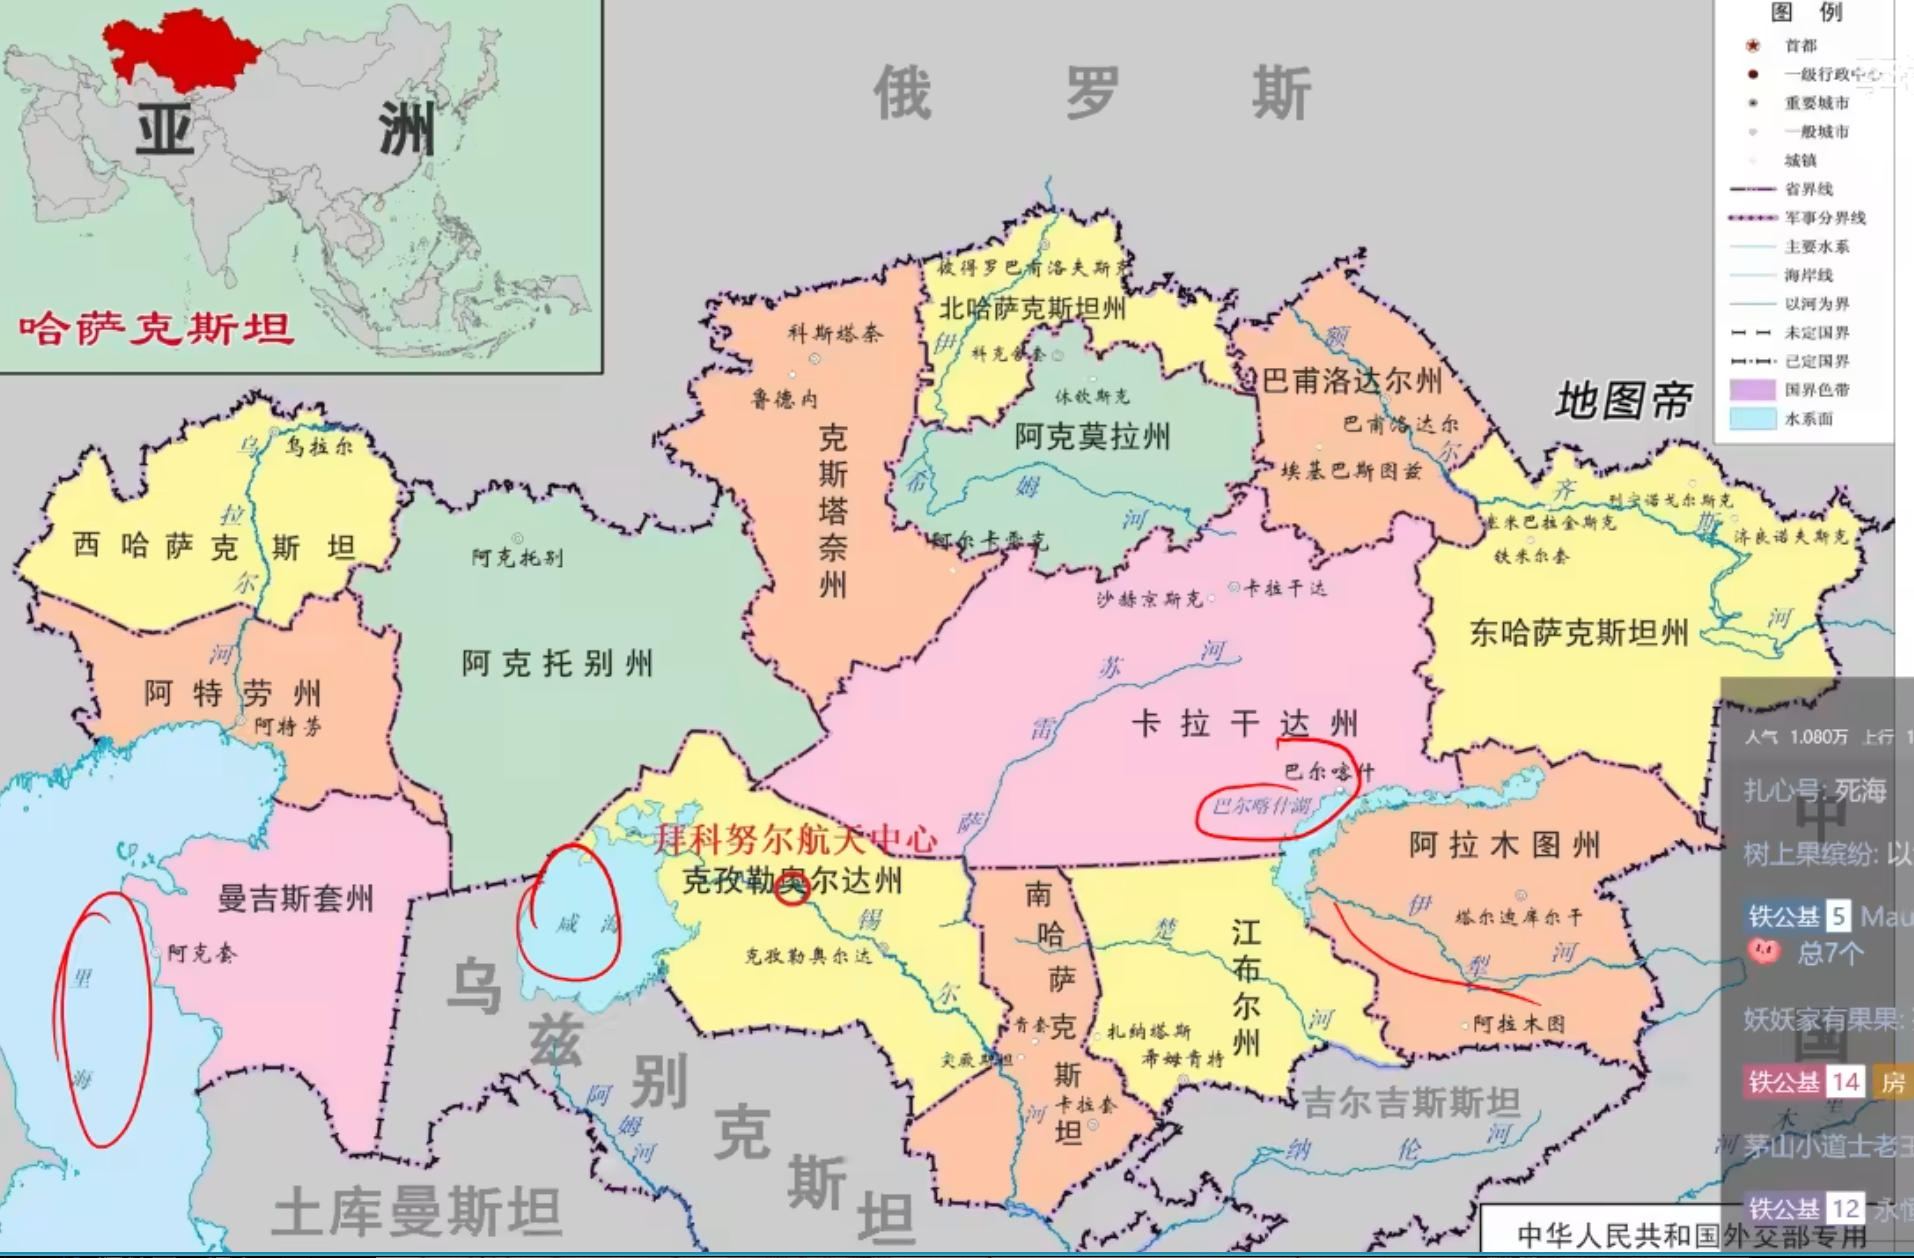 亚 洲
哈萨克斯坦
俄 罗 斯
图 例
首都
一级行政中心
重要城市
一般城市
城镇
省界线
军事分界线
主要水系
海岸线
以河为界
未定国界
已定国界
国界色带
水系面
地图帝
彼得罗巴甫洛夫斯克
北哈萨克斯坦州
科克舍套
伊
希
姆
河
科斯塔奈
鲁德内
克斯塔奈州
休钦斯克
阿克莫拉州
额
尔
齐
斯
河
巴甫洛达尔州
巴甫洛达尔
埃基巴斯图兹
乌拉尔
乌
拉
尔
河
西哈萨克斯坦
阿克托别
阿克托别州
阿尔卡雷克
列宁诺戈尔斯克
塞米巴拉金斯克
济良诺夫斯克
铁米尔套
东哈萨克斯坦州
沙赫京斯克
卡拉干达
苏 河
雷
萨
卡拉干达州
阿特劳州
阿特劳
巴尔喀什
巴尔喀什湖
拜科努尔航天中心
克孜勒奥尔达州
克孜勒奥尔达
锡
尔
河
曼吉斯套州
阿克套
里
海
咸 海
南哈萨克斯坦
肯套
突厥斯坦
卡拉套
楚
河
江布尔州
扎纳塔斯
希姆肯特
阿拉木图州
伊
犁
河
塔尔迪库尔干
阿拉木图
乌兹别克斯坦
阿
姆
河
土库曼斯坦
吉尔吉斯斯坦
纳 伦 河
中
国
木 里
河
人气 1.080万 上行 1
扎心号: 死海
树上果缤纷: 以
铁公基 5 Mau
总7个
妖妖家有果果:
铁公基 14 房
茅山小道士老王
铁公基 12 永恒
中华人民共和国外交部专用